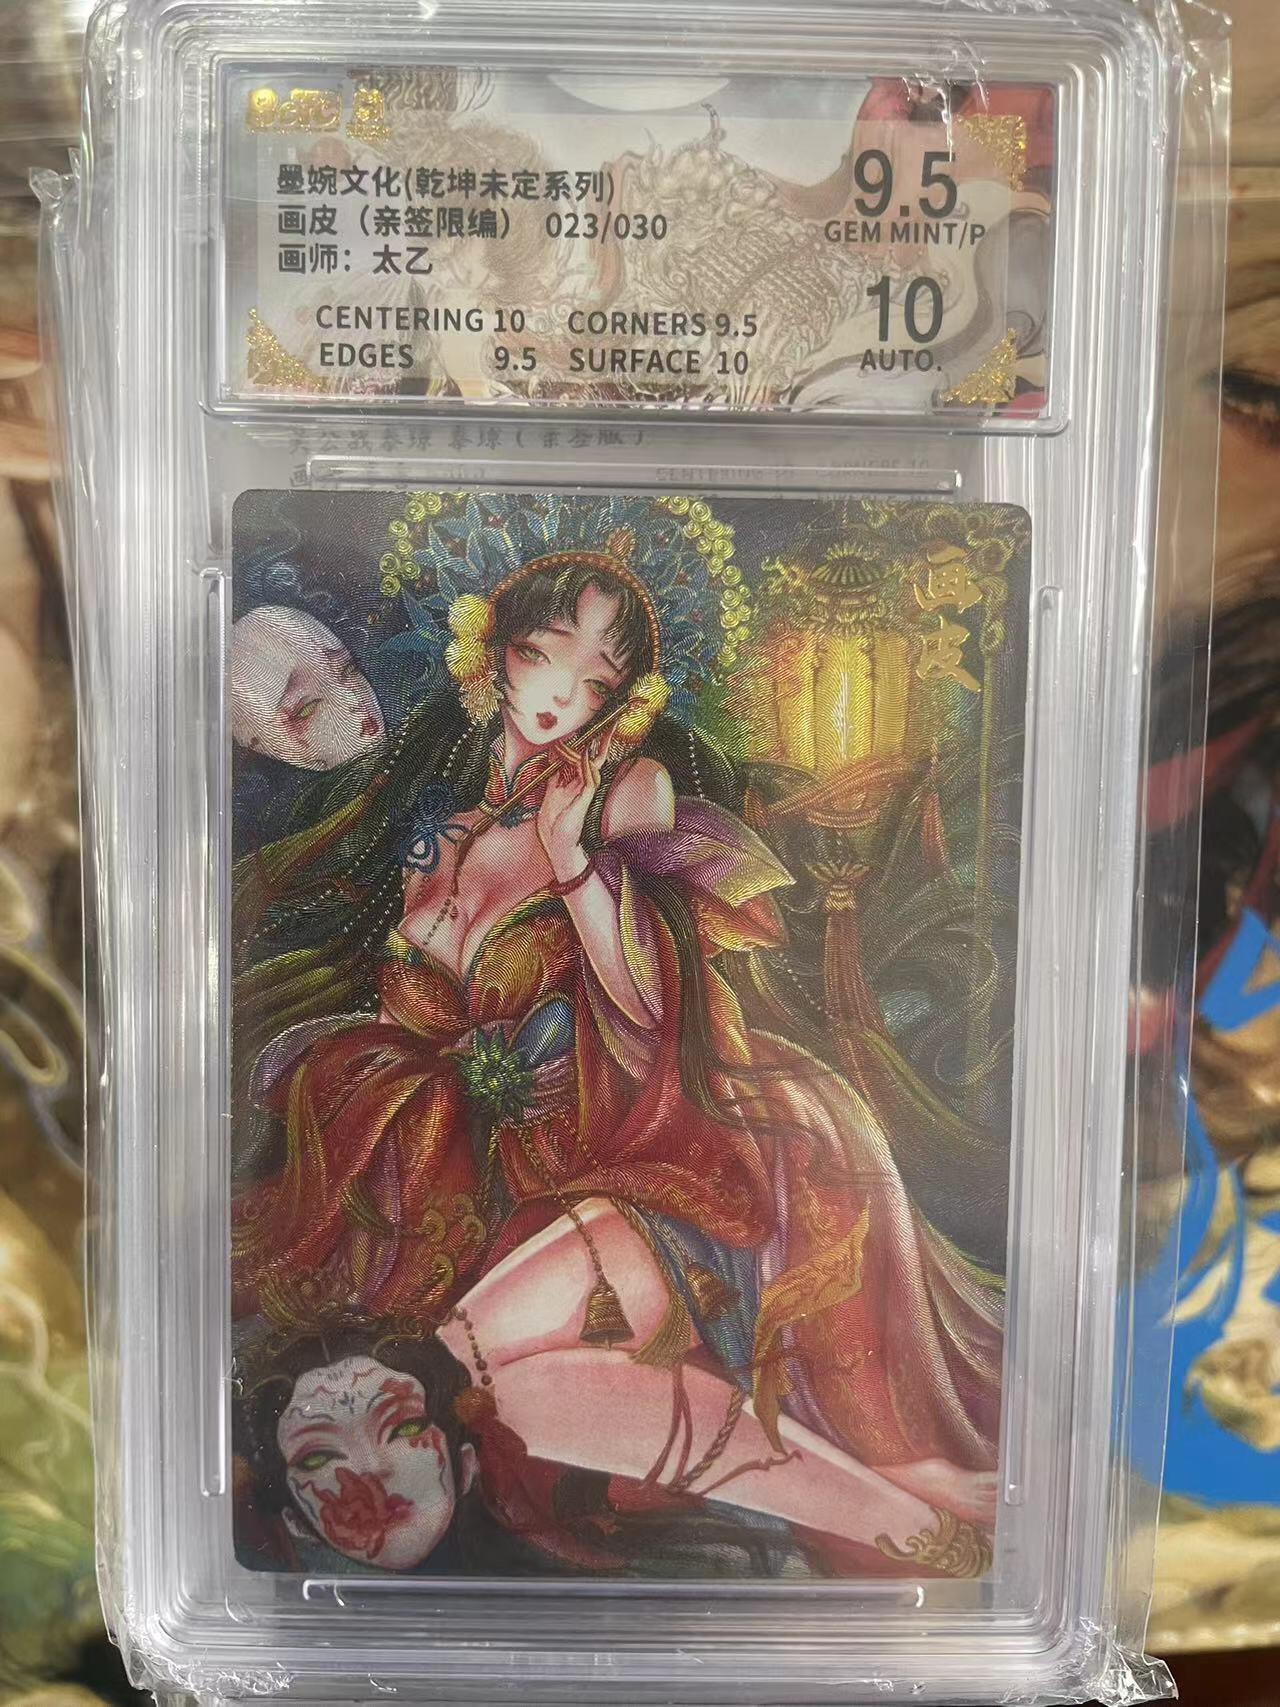 墨婉文化(乾坤未定系列)
画皮（亲签限编） 023/030
画师：太乙
CENTERING 10 CORNERS 9.5
EDGES 9.5 SURFACE 10
9.5
GEM MINT/P
10
AUTO.
画皮